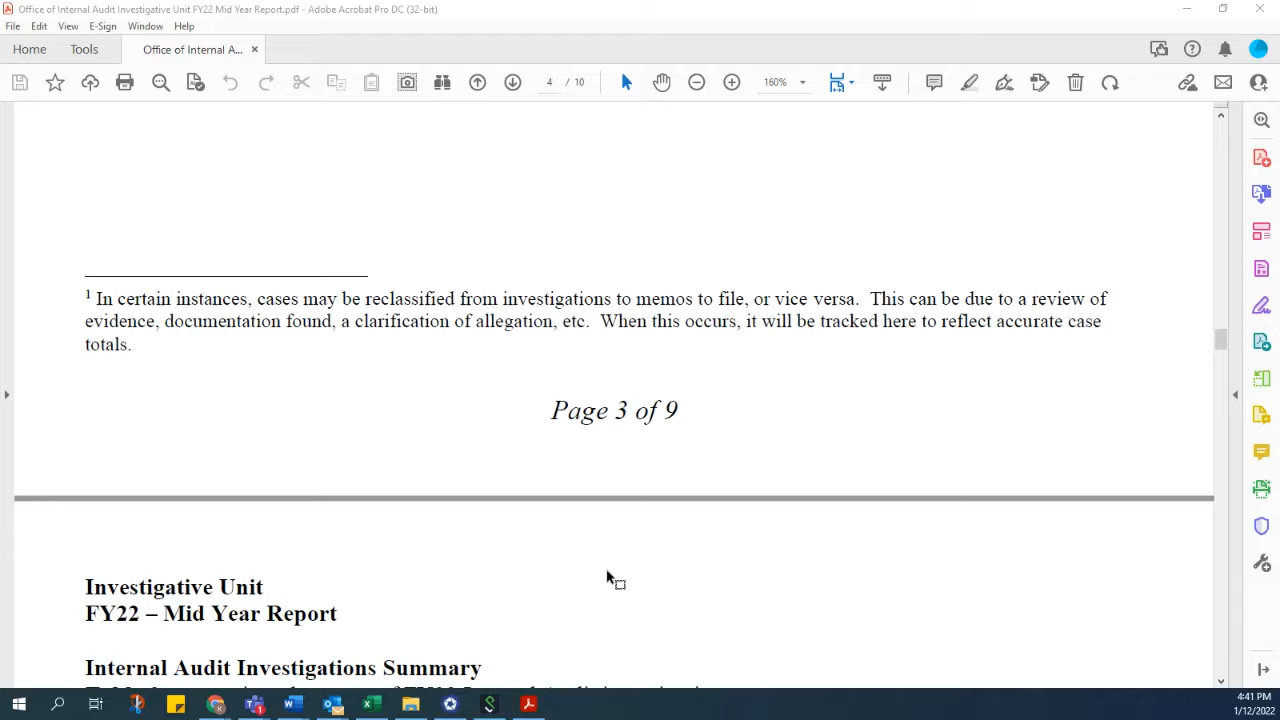 Office of Internal Audit Investigative Unit FY22 Mid Year Report.pdf - Adobe Acrobat Pro DC (32-bit)
File Edit View E-Sign Window Help
Home Tools Office of Internal A... ×
4 / 10 160%
1 In certain instances, cases may be reclassified from investigations to memos to file, or vice versa. This can be due to a review of
evidence, documentation found, a clarification of allegation, etc. When this occurs, it will be tracked here to reflect accurate case
totals.
Page 3 of 9
Investigative Unit
FY22 – Mid Year Report
Internal Audit Investigations Summary
4:41 PM
1/12/2022